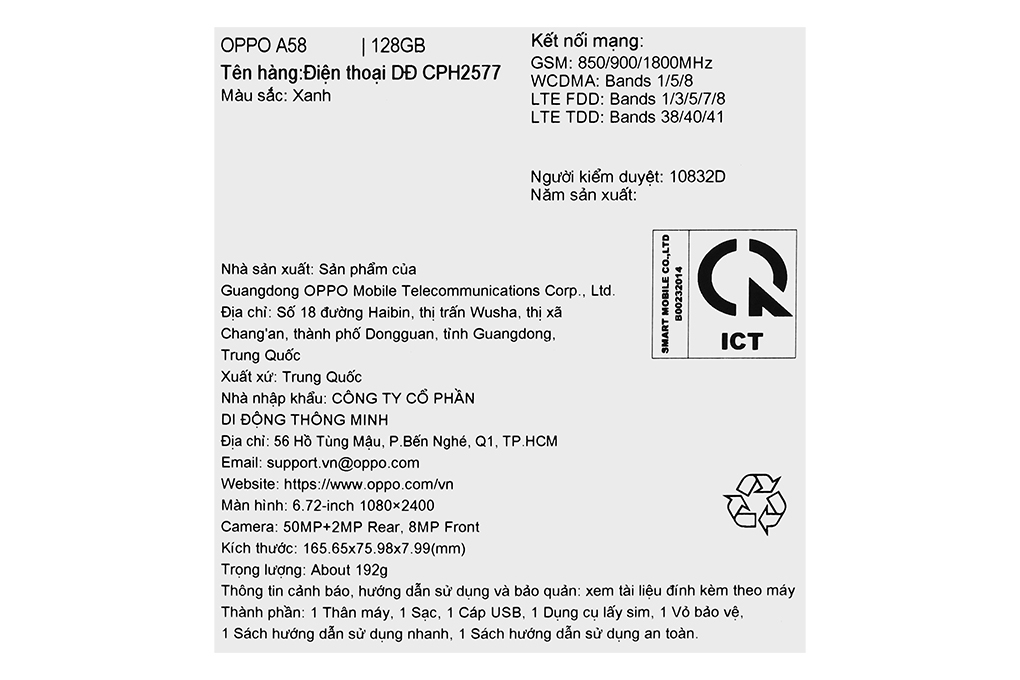 OPPO A58 | 128GB
Tên hàng:Điện thoại DĐ CPH2577
Màu sắc: Xanh
Kết nối mạng:
GSM: 850/900/1800MHz
WCDMA: Bands 1/5/8
LTE FDD: Bands 1/3/5/7/8
LTE TDD: Bands 38/40/41
Người kiểm duyệt: 10832D
Năm sản xuất:
SMART MOBILE CO.,LTD
B00232014
ICT
Nhà sản xuất: Sản phẩm của
Guangdong OPPO Mobile Telecommunications Corp., Ltd.
Địa chỉ: Số 18 đường Haibin, thị trấn Wusha, thị xã
Chang'an, thành phố Dongguan, tỉnh Guangdong,
Trung Quốc
Xuất xứ: Trung Quốc
Nhà nhập khẩu: CÔNG TY CỔ PHẦN
DI ĐỘNG THÔNG MINH
Địa chỉ: 56 Hồ Tùng Mậu, P.Bến Nghé, Q1, TP.HCM
Email: support.vn@oppo.com
Website: https://www.oppo.com/vn
Màn hình: 6.72-inch 1080×2400
Camera: 50MP+2MP Rear, 8MP Front
Kích thước: 165.65x75.98x7.99(mm)
Trọng lượng: About 192g
Thông tin cảnh báo, hướng dẫn sử dụng và bảo quản: xem tài liệu đính kèm theo máy
Thành phần: 1 Thân máy, 1 Sạc, 1 Cáp USB, 1 Dụng cụ lấy sim, 1 Vỏ bảo vệ,
1 Sách hướng dẫn sử dụng nhanh, 1 Sách hướng dẫn sử dụng an toàn.